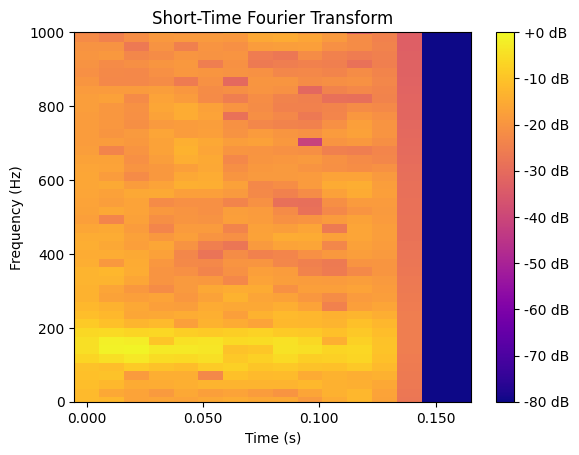 Short-Time Fourier Transform
1000
800
600
400
200
0
Frequency (Hz)
0.000
0.050
0.100
0.150
Time (s)
+0 dB
-10 dB
-20 dB
-30 dB
-40 dB
-50 dB
-60 dB
-70 dB
-80 dB